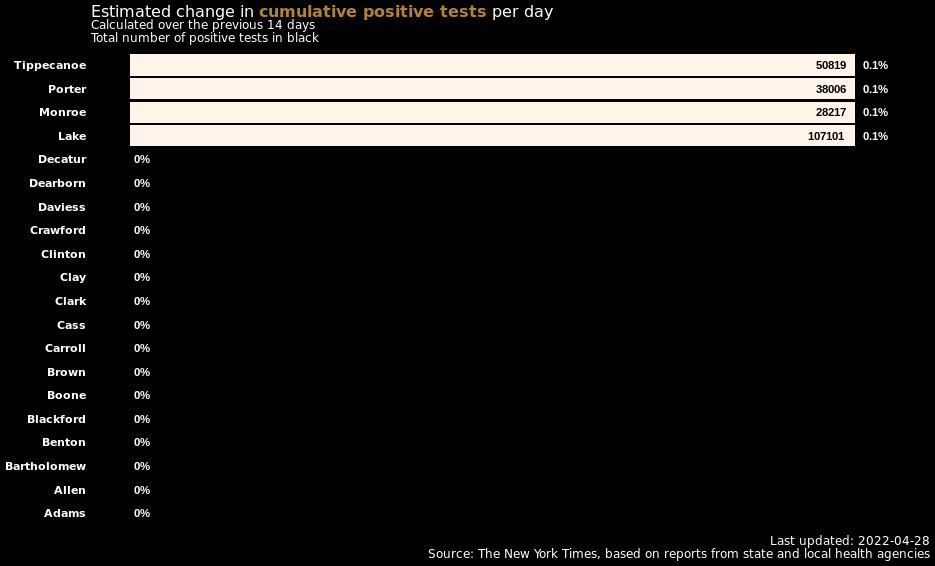 Estimated change in cumulative positive tests per day
Calculated over the previous 14 days
Total number of positive tests in black
Tippecanoe 50819 0.1%
Porter 38006 0.1%
Monroe 28217 0.1%
Lake 107101 0.1%
Decatur 0%
Dearborn 0%
Daviess 0%
Crawford 0%
Clinton 0%
Clay 0%
Clark 0%
Cass 0%
Carroll 0%
Brown 0%
Boone 0%
Blackford 0%
Benton 0%
Bartholomew 0%
Allen 0%
Adams 0%
Last updated: 2022-04-28
Source: The New York Times, based on reports from state and local health agencies